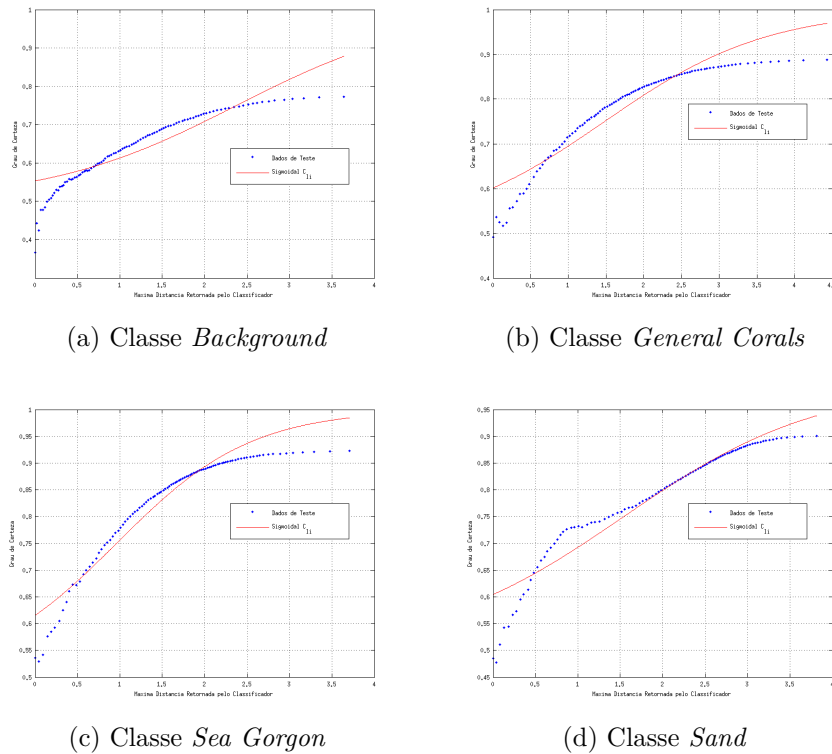 1
0.9
0.8
0.7
0.6
0.5
0.4
Grau de Certeza
Dados de Teste
Sigmoidal C_li
0 0.5 1 1.5 2 2.5 3 3.5 4
Maxima Distancia Retornada pelo Classificador
(a) Classe Background
1
0.9
0.8
0.7
0.6
0.5
0.4
Grau de Certeza
Dados de Teste
Sigmoidal C_li
0 0.5 1 1.5 2 2.5 3 3.5 4 4.
Maxima Distancia Retornada pelo Classificador
(b) Classe General Corals
1
0.95
0.9
0.85
0.8
0.75
0.7
0.65
0.6
0.55
0.5
Grau de Certeza
Dados de Teste
Sigmoidal C_li
0 0.5 1 1.5 2 2.5 3 3.5 4
Maxima Distancia Retornada pelo Classificador
(c) Classe Sea Gorgon
0.95
0.9
0.85
0.8
0.75
0.7
0.65
0.6
0.55
0.5
0.45
Grau de Certeza
Dados de Teste
Sigmoidal C_li
0 0.5 1 1.5 2 2.5 3 3.5 4
Maxima Distancia Retornada pelo Classificador
(d) Classe Sand